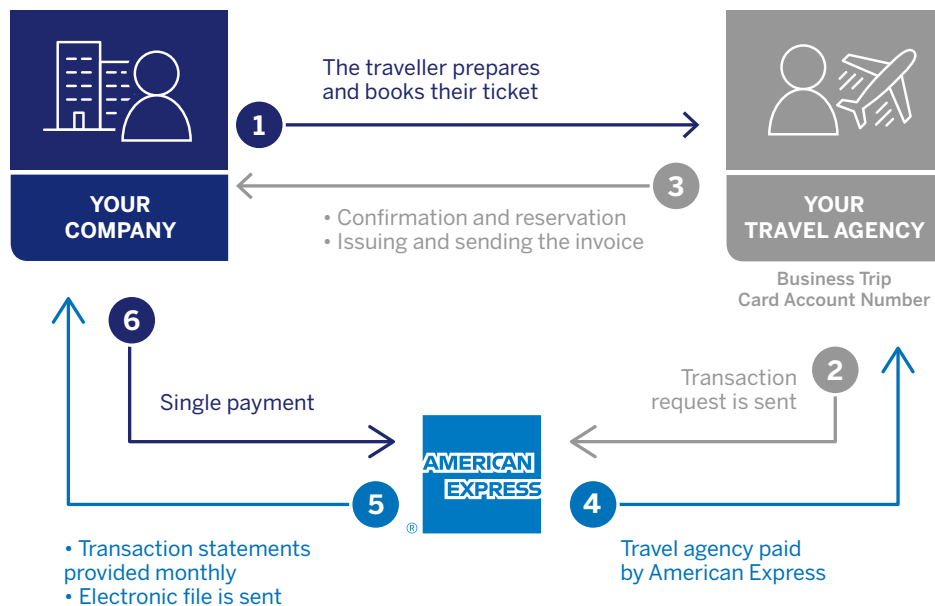 The traveller prepares
and books their ticket
1
3
YOUR
COMPANY
• Confirmation and reservation
• Issuing and sending the invoice
YOUR
TRAVEL AGENCY
Business Trip
Card Account Number
6
2
Transaction
request is sent
Single payment
AMERICAN
EXPRESS
®
5
4
• Transaction statements
provided monthly
• Electronic file is sent
Travel agency paid
by American Express